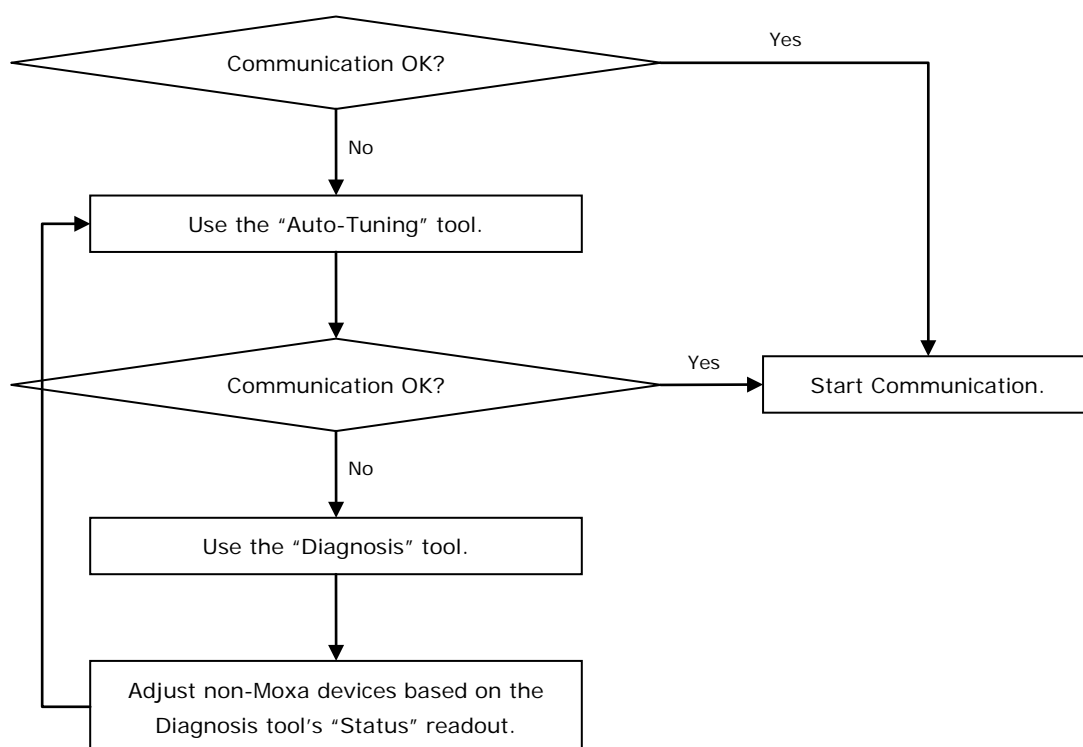 Communication OK?
Yes
No
Use the “Auto-Tuning” tool.
Communication OK?
Yes
Start Communication.
No
Use the “Diagnosis” tool.
Adjust non-Moxa devices based on the
Diagnosis tool’s “Status” readout.